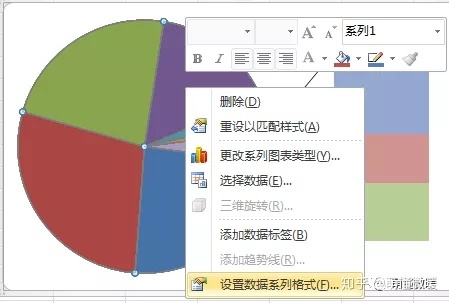 系列1
A A
B I A
删除(D)
重设以匹配样式(A)
更改系列图表类型(Y)...
选择数据(E)...
三维旋转(R)...
添加数据标签(B)
添加趋势线(R)...
设置数据系列格式(F)...
知乎